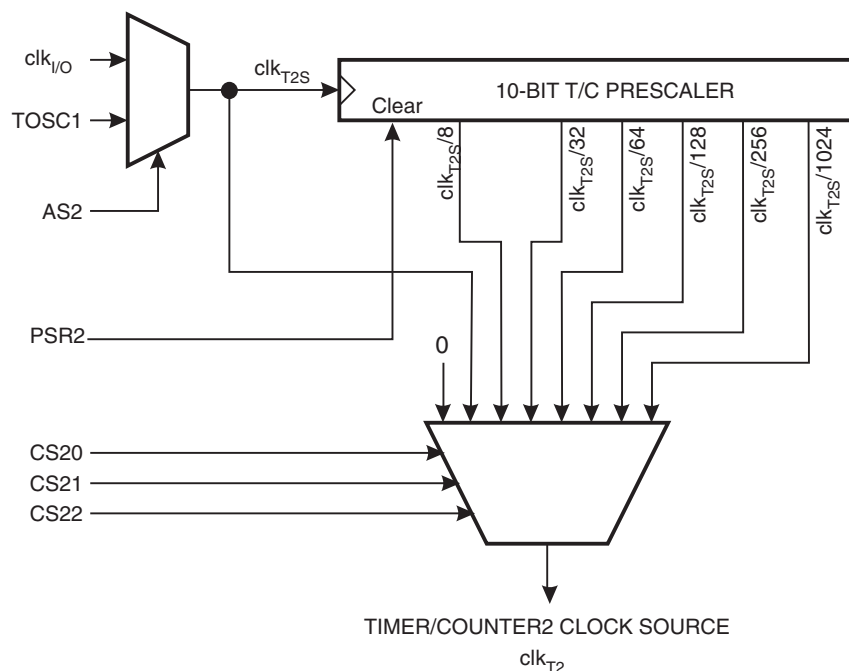 clkI/O
TOSC1
AS2
PSR2
clkT2S
10-BIT T/C PRESCALER
Clear
clkT2S/8
clkT2S/32
clkT2S/64
clkT2S/128
clkT2S/256
clkT2S/1024
0
CS20
CS21
CS22
TIMER/COUNTER2 CLOCK SOURCE
clkT2